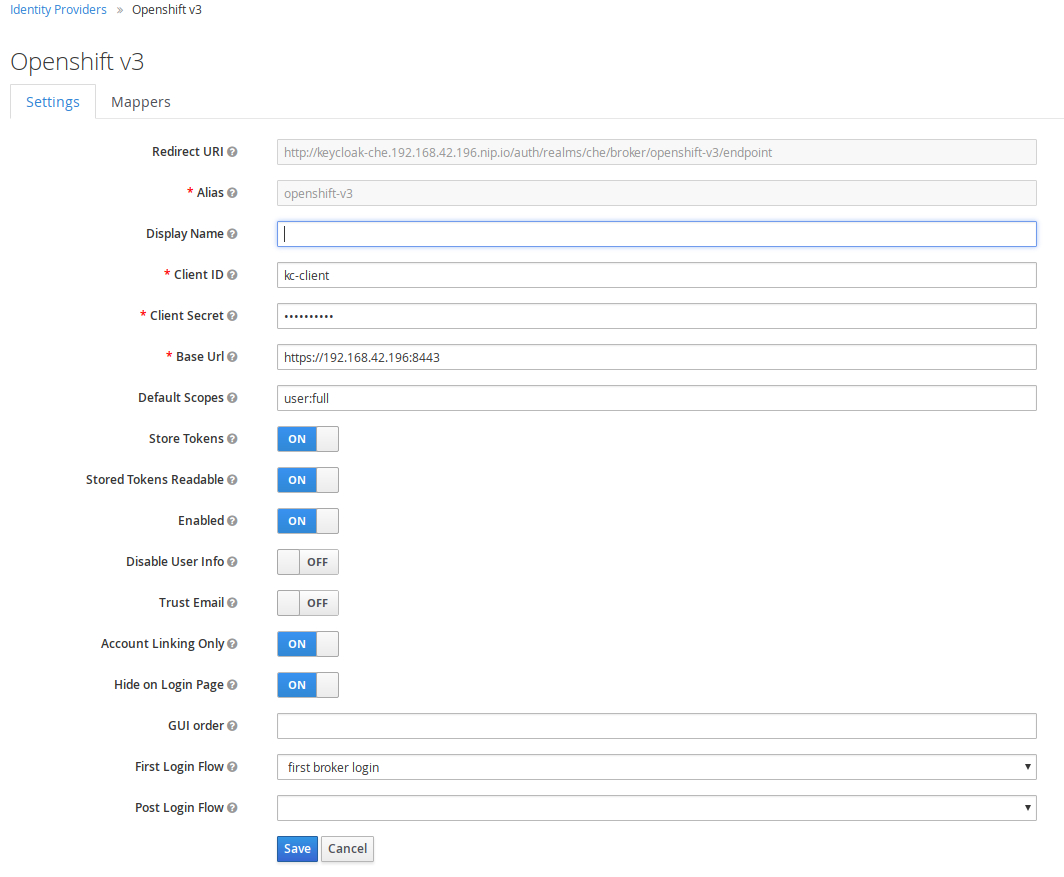 Identity Providers » Openshift v3
Openshift v3
Settings Mappers
Redirect URI http://keycloak-che.192.168.42.196.nip.io/auth/realms/che/broker/openshift-v3/endpoint
* Alias openshift-v3
Display Name
* Client ID kc-client
* Client Secret ••••••••••
* Base Url https://192.168.42.196:8443
Default Scopes user:full
Store Tokens ON
Stored Tokens Readable ON
Enabled ON
Disable User Info OFF
Trust Email OFF
Account Linking Only ON
Hide on Login Page ON
GUI order
First Login Flow first broker login
Post Login Flow
Save Cancel